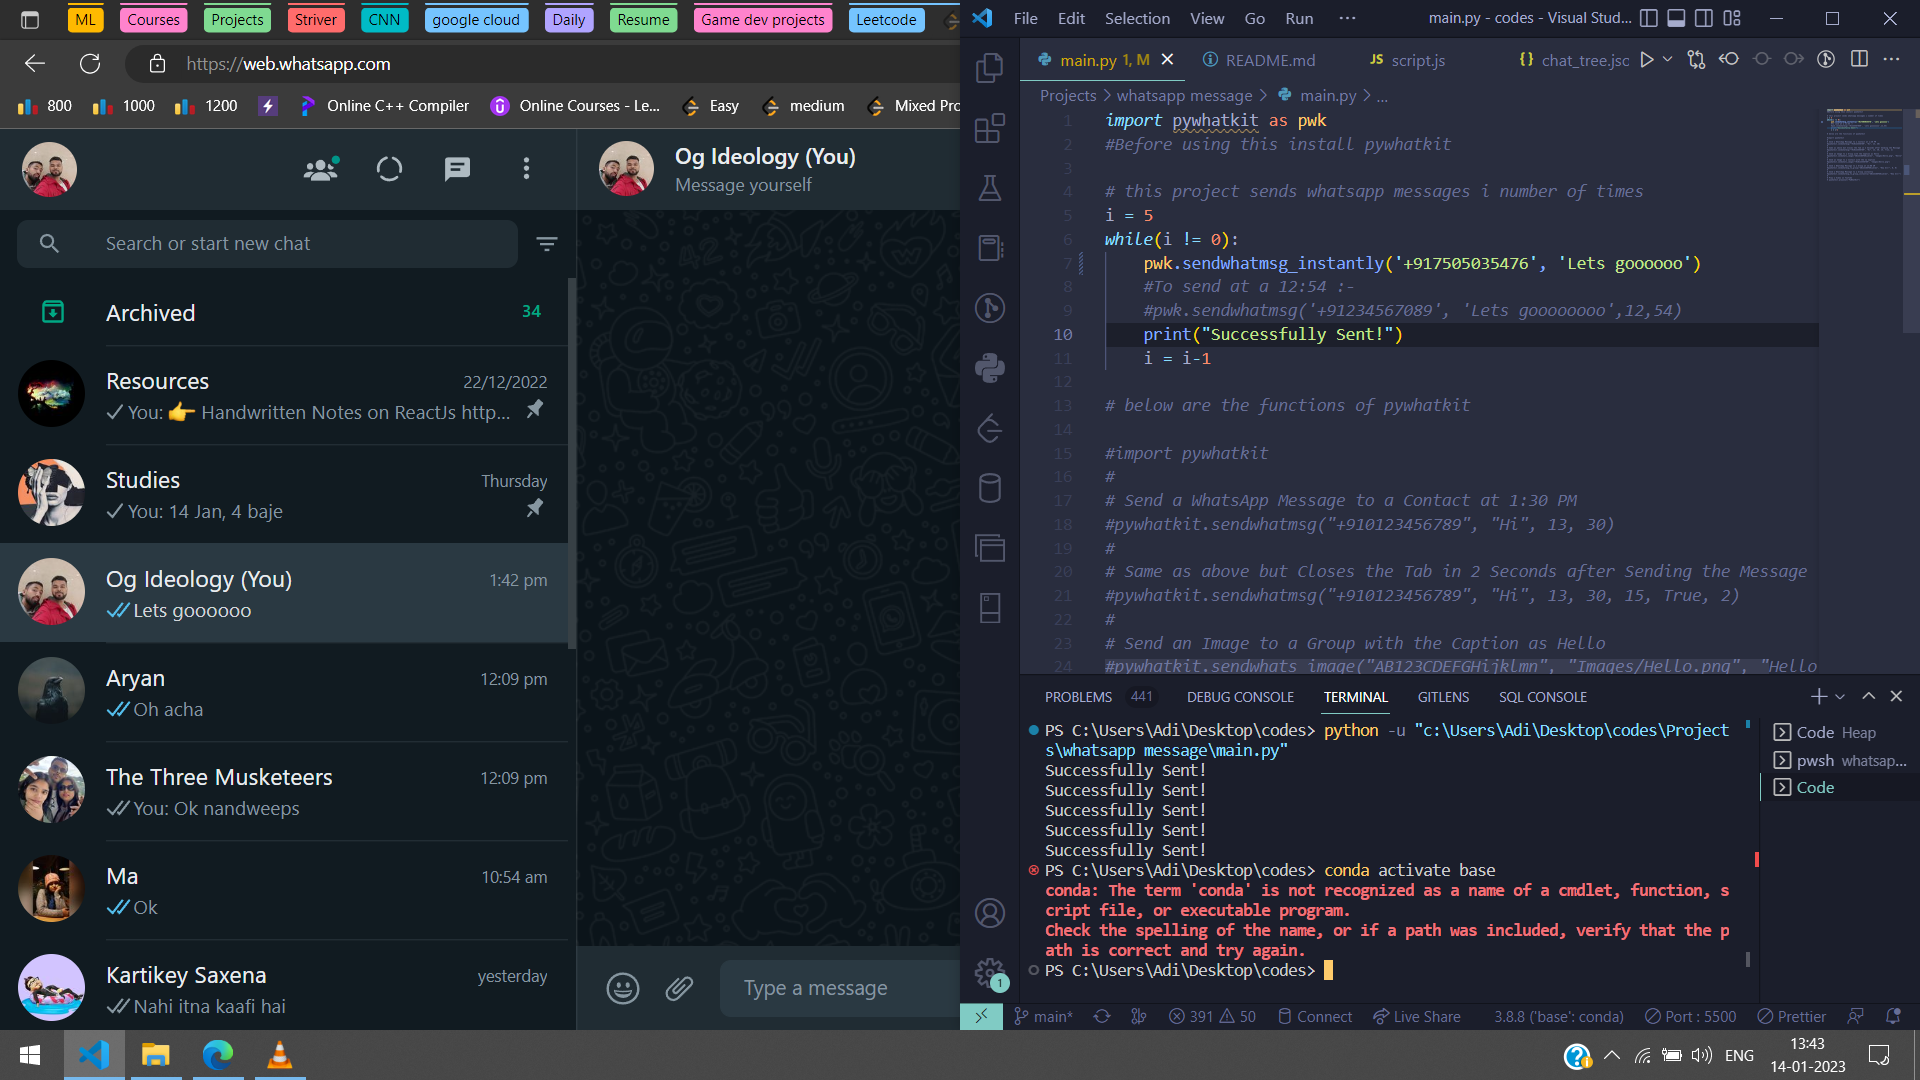 ML
Courses
Projects
Striver
CNN
google cloud
Daily
Resume
Game dev projects
Leetcode
https://web.whatsapp.com
800
1000
1200
Online C++ Compiler
Online Courses - Le...
Easy
medium
Mixed Pro
Og Ideology (You)
Message yourself
Search or start new chat
Archived
34
Resources
22/12/2022
You: 👉 Handwritten Notes on ReactJs http...
Studies
Thursday
You: 14 Jan, 4 baje
Og Ideology (You)
1:42 pm
Lets goooooo
Aryan
12:09 pm
Oh acha
The Three Musketeers
12:09 pm
You: Ok nandweeps
Ma
10:54 am
Ok
Kartikey Saxena
yesterday
Nahi itna kaafi hai
Type a message
File Edit Selection View Go Run ···
main.py - codes - Visual Stud...
main.py 1, M
README.md
JS script.js
{} chat_tree.jsc
Projects > whatsapp message > main.py > ...
1 import pywhatkit as pwk
2 #Before using this install pywhatkit
3
4 # this project sends whatsapp messages i number of times
5 i = 5
6 while(i != 0):
7 pwk.sendwhatmsg_instantly('+917505035476', 'Lets goooooo')
8 #To send at a 12:54 :-
9 #pwk.sendwhatmsg('+91234567089', 'Lets goooooooo',12,54)
10 print("Successfully Sent!")
11 i = i-1
12
13 # below are the functions of pywhatkit
14
15 #import pywhatkit
16 #
17 # Send a WhatsApp Message to a Contact at 1:30 PM
18 #pywhatkit.sendwhatmsg("+910123456789", "Hi", 13, 30)
19 #
20 # Same as above but Closes the Tab in 2 Seconds after Sending the Message
21 #pywhatkit.sendwhatmsg("+910123456789", "Hi", 13, 30, 15, True, 2)
22 #
23 # Send an Image to a Group with the Caption as Hello
24 #pywhatkit.sendwhats_image("AB123CDEFGHijklmn", "Images/Hello.png", "Hello
PROBLEMS 441
DEBUG CONSOLE
TERMINAL
GITLENS
SQL CONSOLE
PS C:\Users\Adi\Desktop\codes> python -u "c:\Users\Adi\Desktop\codes\Project
s\whatsapp message\main.py"
Successfully Sent!
Successfully Sent!
Successfully Sent!
Successfully Sent!
Successfully Sent!
PS C:\Users\Adi\Desktop\codes> conda activate base
conda: The term 'conda' is not recognized as a name of a cmdlet, function, s
cript file, or executable program.
Check the spelling of the name, or if a path was included, verify that the p
ath is correct and try again.
PS C:\Users\Adi\Desktop\codes>
Code Heap
pwsh whatsap...
Code
1
main*
391
50
Connect
Live Share
3.8.8 ('base': conda)
Port : 5500
Prettier
ENG
13:43
14-01-2023